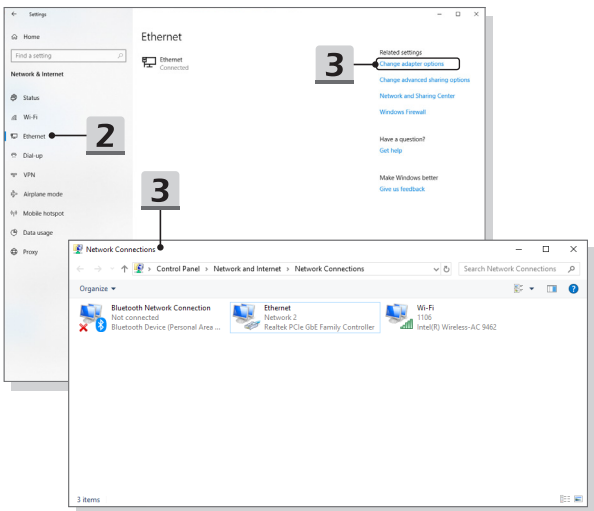 Settings
Home
Find a setting
Network & Internet
Status
Wi-Fi
Ethernet
Dial-up
VPN
Airplane mode
Mobile hotspot
Data usage
Proxy
2
Ethernet
Ethernet
Connected
3
Related settings
Change adapter options
Change advanced sharing options
Network and Sharing Center
Windows Firewall
Have a question?
Get help
Make Windows better
Give us feedback
3
Network Connections
Control Panel > Network and Internet > Network Connections
Search Network Connections
Organize
Bluetooth Network Connection
Not connected
Bluetooth Device (Personal Area ...
Ethernet
Network 2
Realtek PCIe GbE Family Controller
Wi-Fi
1106
Intel(R) Wireless-AC 9462
3 items